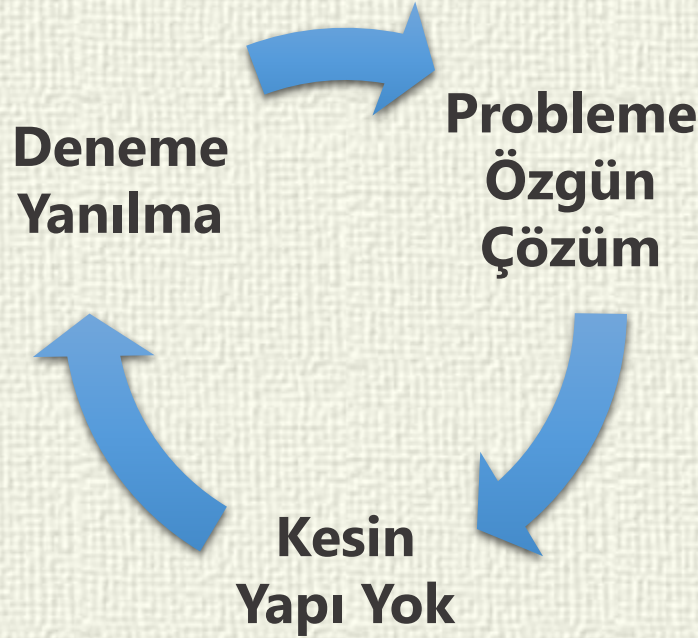 Deneme
Yanılma
Probleme
Özgün
Çözüm
Kesin
Yapı Yok